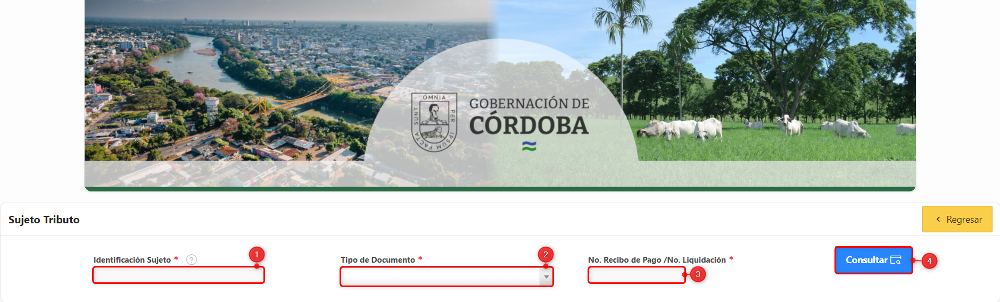 OMNIA
SUNT
PER
IPSUM FACTA
GOBERNACIÓN DE
CÓRDOBA
Sujeto Tributo
Regresar
Identificación Sujeto * ?
1
Tipo de Documento *
2
No. Recibo de Pago /No. Liquidación *
3
Consultar
4